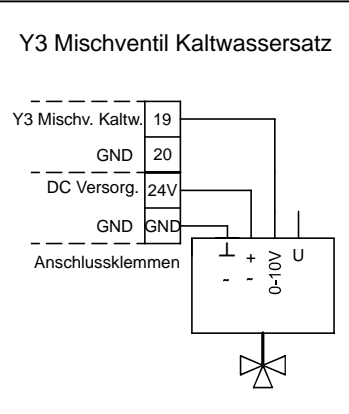 Y3 Mischventil Kaltwassersatz
Y3 Mischv. Kaltw. 19
GND 20
DC Versorg. 24V
GND GND
Anschlussklemmen
⊥ + 0-10V U
~ ~